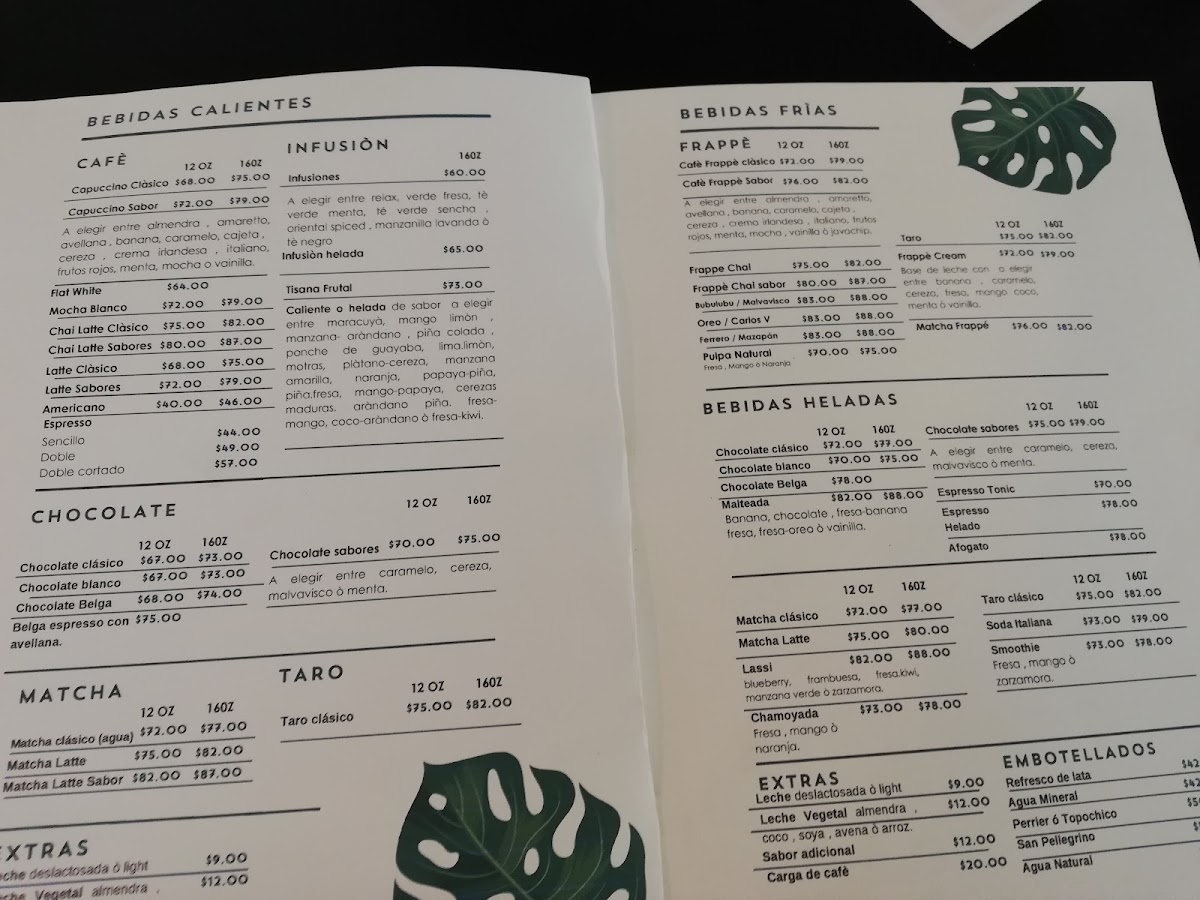 BEBIDAS CALIENTES
CAFÈ 12 OZ 16OZ
Capuccino Clàsico $68.00 $75.00
Capuccino Sabor $72.00 $79.00
A elegir entre almendra , amaretto,
avellana , banana, caramelo, cajeta ,
cereza , crema irlandesa , italiano,
frutos rojos, menta, mocha o vainilla.
Flat White $64.00
Mocha Blanco $72.00 $79.00
Chai Latte Clàsico $75.00 $82.00
Chai Latte Sabores $80.00 $87.00
Latte Clàsico $68.00 $75.00
Latte Sabores $72.00 $79.00
Americano $40.00 $46.00
Espresso
Sencillo $44.00
Doble $49.00
Doble cortado $57.00
INFUSIÒN
16OZ
Infusiones $60.00
A elegir entre relax, verde fresa, tè
verde menta, té verde sencha ,
oriental spiced , manzanilla lavanda ò
tè negro
Infusiòn helada $65.00
Tisana Frutal $73.00
Caliente o helada de sabor a elegir
entre maracuyà, mango limòn ,
manzana- aràndano , piña colada ,
ponche de guayaba, lima.limòn,
motras, plàtano-cereza, manzana
amarilla, naranja, papaya-piña,
piña.fresa, mango-papaya, cerezas
maduras, aràndano piña, fresa-
mango, coco-aràndano ò fresa-kiwi.
CHOCOLATE
12 OZ 16OZ
Chocolate clásico $67.00 $73.00
Chocolate blanco $67.00 $73.00
Chocolate Belga $68.00 $74.00
Belga espresso con $75.00
avellana.
12 OZ 16OZ
Chocolate sabores $70.00 $75.00
A elegir entre caramelo, cereza,
malvavisco ò menta.
MATCHA
12 OZ 16OZ
Matcha clásico (agua) $72.00 $77.00
Matcha Latte $75.00 $82.00
Matcha Latte Sabor $82.00 $87.00
TARO
12 OZ 16OZ
Taro clásico $75.00 $82.00
EXTRAS
eche deslactosada ò light $9.00
eche Vegetal almendra , $12.00
BEBIDAS FRÌAS
FRAPPÈ 12 OZ 16OZ
Cafè Frappè clàsico $72.00 $79.00
Cafè Frappè Sabor $76.00 $82.00
A elegir entre almendra , amaretto,
avellana , banana, caramelo, cajeta ,
cereza , crema irlandesa , italiano, frutos
rojos, menta, mocha , vainilla ò javachip.
Frappe Chai $75.00 $82.00
Frappè Chai sabor $80.00 $87.00
Bubulubu / Malvavisco $83.00 $88.00
Oreo / Carlos V $83.00 $88.00
Ferrero / Mazapán $83.00 $88.00
Pulpa Natural $70.00 $75.00
Fresa , Mango ò Naranja
12 OZ 16OZ
Taro $75.00 $82.00
Frappè Cream $72.00 $79.00
Base de leche con a elegir
entre banana , caramelo,
cereza, fresa, mango coco,
menta ò vainilla.
Matcha Frappé $76.00 $82.00
BEBIDAS HELADAS
12 OZ 16OZ
Chocolate clásico $72.00 $77.00
Chocolate blanco $70.00 $75.00
Chocolate Belga $78.00
Malteada $82.00 $88.00
Banana, chocolate , fresa-banana
fresa, fresa-oreo ò vainilla.
12 OZ 16OZ
Chocolate sabores $75.00 $79.00
A elegir entre caramelo, cereza,
malvavisco ò menta.
Espresso Tonic $70.00
Espresso $78.00
Helado
Afogato $78.00
12 OZ 16OZ
Matcha clásico $72.00 $77.00
Matcha Latte $75.00 $80.00
Lassi $82.00 $88.00
blueberry, frambuesa, fresa.kiwi,
manzana verde ò zarzamora.
Chamoyada $73.00 $78.00
Fresa , mango ò
naranja.
12 OZ 16OZ
Taro clásico $75.00 $82.00
Soda Italiana $73.00 $79.00
Smoothie $73.00 $78.00
Fresa , mango ò
zarzamora.
EXTRAS
Leche deslactosada ò light $9.00
Leche Vegetal almendra , $12.00
coco , soya , avena ò arroz.
Sabor adicional $12.00
Carga de cafè $20.00
EMBOTELLADOS
Refresco de lata $42
Agua Mineral $42
Perrier ó Topochico
San Pellegrino
Agua Natural